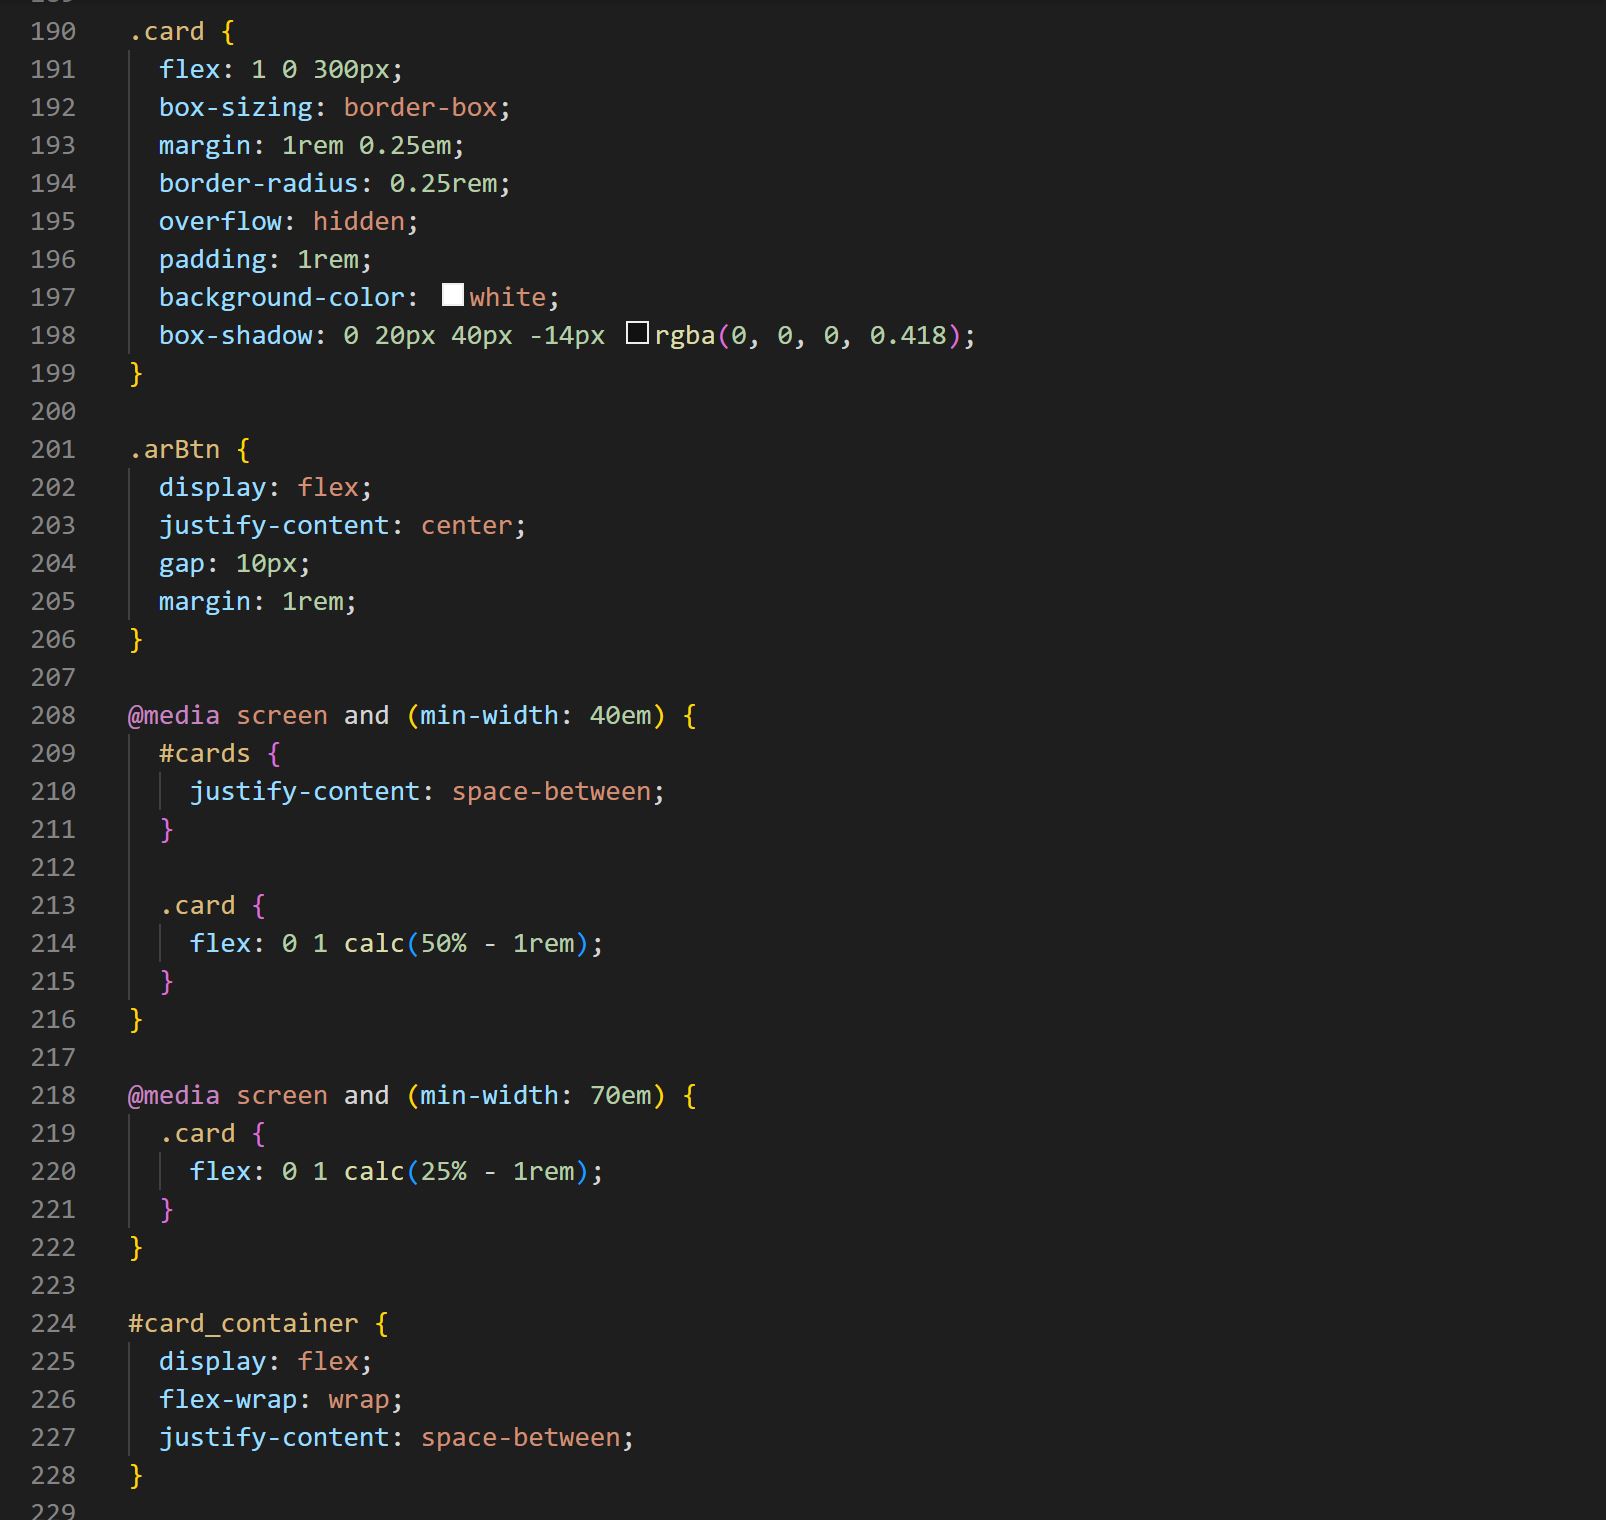 190 .card {
191 flex: 1 0 300px;
192 box-sizing: border-box;
193 margin: 1rem 0.25em;
194 border-radius: 0.25rem;
195 overflow: hidden;
196 padding: 1rem;
197 background-color: white;
198 box-shadow: 0 20px 40px -14px rgba(0, 0, 0, 0.418);
199 }
200
201 .arBtn {
202 display: flex;
203 justify-content: center;
204 gap: 10px;
205 margin: 1rem;
206 }
207
208 @media screen and (min-width: 40em) {
209 #cards {
210 justify-content: space-between;
211 }
212
213 .card {
214 flex: 0 1 calc(50% - 1rem);
215 }
216 }
217
218 @media screen and (min-width: 70em) {
219 .card {
220 flex: 0 1 calc(25% - 1rem);
221 }
222 }
223
224 #card_container {
225 display: flex;
226 flex-wrap: wrap;
227 justify-content: space-between;
228 }
229